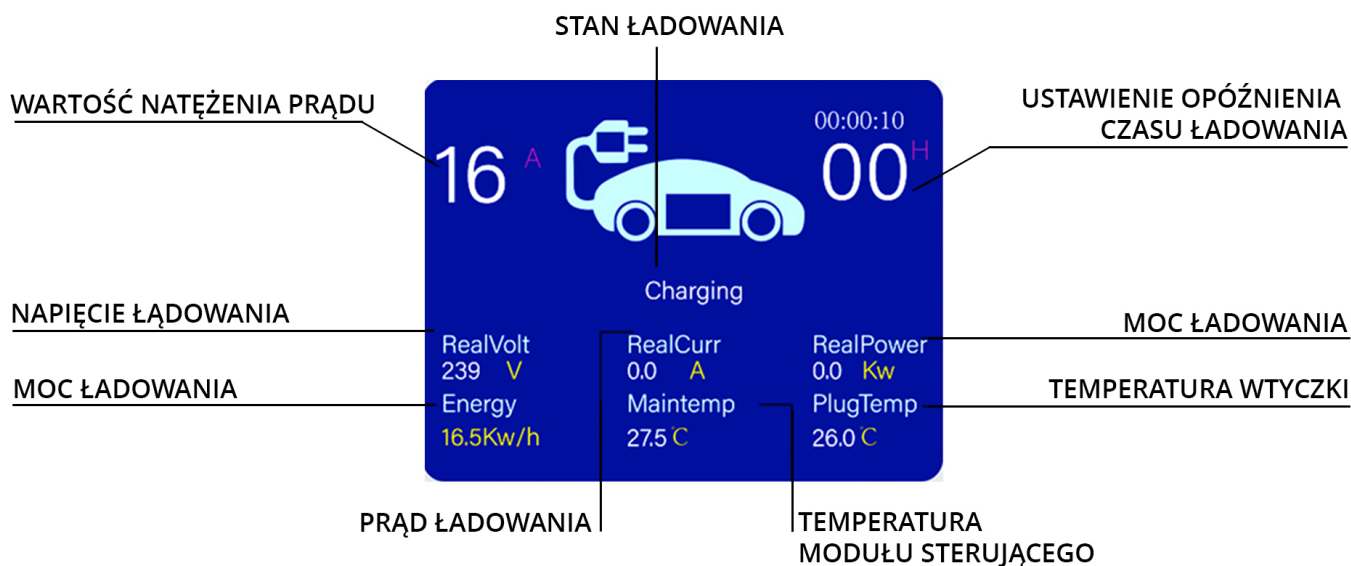 STAN ŁADOWANIA
WARTOŚĆ NATĘŻENIA PRĄDU
USTAWIENIE OPÓŹNIENIA
CZASU ŁADOWANIA
00:00:10
16 A
00 H
Charging
NAPIĘCIE ŁĄDOWANIA
MOC ŁADOWANIA
RealVolt
239 V
RealCurr
0.0 A
RealPower
0.0 Kw
MOC ŁADOWANIA
TEMPERATURA WTYCZKI
Energy
16.5Kw/h
Maintemp
27.5 °C
PlugTemp
26.0 °C
PRĄD ŁADOWANIA
TEMPERATURA
MODUŁU STERUJĄCEGO